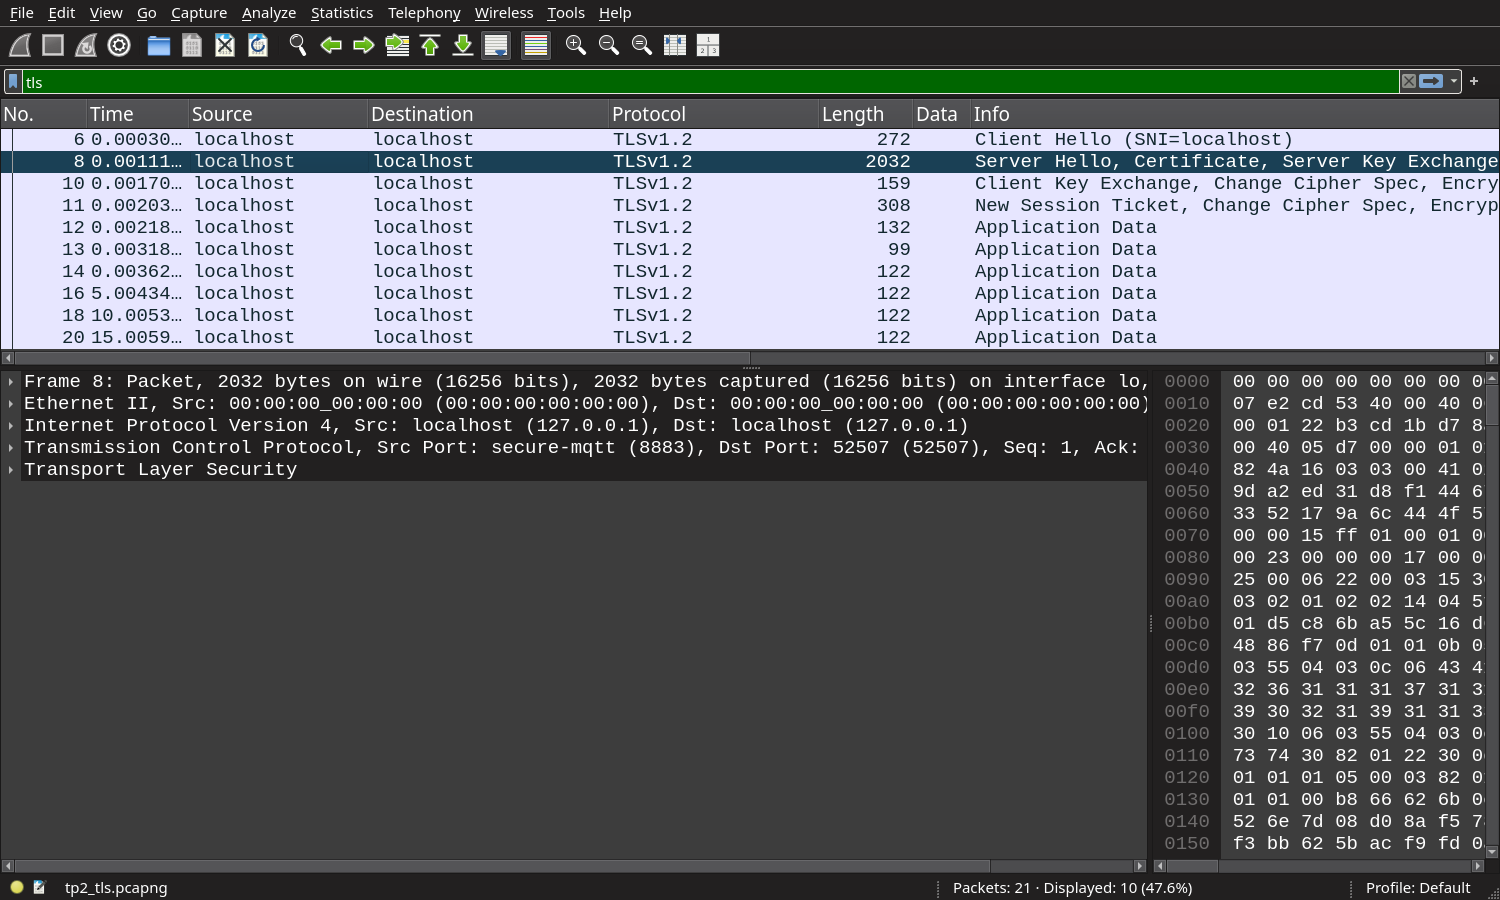 File Edit View Go Capture Analyze Statistics Telephony Wireless Tools Help
tls
No. Time Source Destination Protocol Length Data Info
6 0.00030… localhost localhost TLSv1.2 272 Client Hello (SNI=localhost)
8 0.00111… localhost localhost TLSv1.2 2032 Server Hello, Certificate, Server Key Exchange
10 0.00170… localhost localhost TLSv1.2 159 Client Key Exchange, Change Cipher Spec, Encry
11 0.00203… localhost localhost TLSv1.2 308 New Session Ticket, Change Cipher Spec, Encryp
12 0.00218… localhost localhost TLSv1.2 132 Application Data
13 0.00318… localhost localhost TLSv1.2 99 Application Data
14 0.00362… localhost localhost TLSv1.2 122 Application Data
16 5.00434… localhost localhost TLSv1.2 122 Application Data
18 10.0053… localhost localhost TLSv1.2 122 Application Data
20 15.0059… localhost localhost TLSv1.2 122 Application Data
Frame 8: Packet, 2032 bytes on wire (16256 bits), 2032 bytes captured (16256 bits) on interface lo,
Ethernet II, Src: 00:00:00_00:00:00 (00:00:00:00:00:00), Dst: 00:00:00_00:00:00 (00:00:00:00:00:00)
Internet Protocol Version 4, Src: localhost (127.0.0.1), Dst: localhost (127.0.0.1)
Transmission Control Protocol, Src Port: secure-mqtt (8883), Dst Port: 52507 (52507), Seq: 1, Ack:
Transport Layer Security
0000 00 00 00 00 00 00 00
0010 07 e2 cd 53 40 00 40
0020 00 01 22 b3 cd 1b d7
0030 00 40 05 d7 00 00 01
0040 82 4a 16 03 03 00 41
0050 9d a2 ed 31 d8 f1 44
0060 33 52 17 9a 6c 44 4f
0070 00 00 15 ff 01 00 01
0080 00 23 00 00 00 17 00
0090 25 00 06 22 00 03 15
00a0 03 02 01 02 02 14 04
00b0 01 d5 c8 6b a5 5c 16
00c0 48 86 f7 0d 01 01 0b
00d0 03 55 04 03 0c 06 43
00e0 32 36 31 31 31 37 31
00f0 39 30 32 31 39 31 31
0100 30 10 06 03 55 04 03
0110 73 74 30 82 01 22 30
0120 01 01 01 05 00 03 82
0130 01 01 00 b8 66 62 6b
0140 52 6e 7d 08 d0 8a f5
0150 f3 bb 62 5b ac f9 fd
tp2_tls.pcapng Packets: 21 · Displayed: 10 (47.6%) Profile: Default